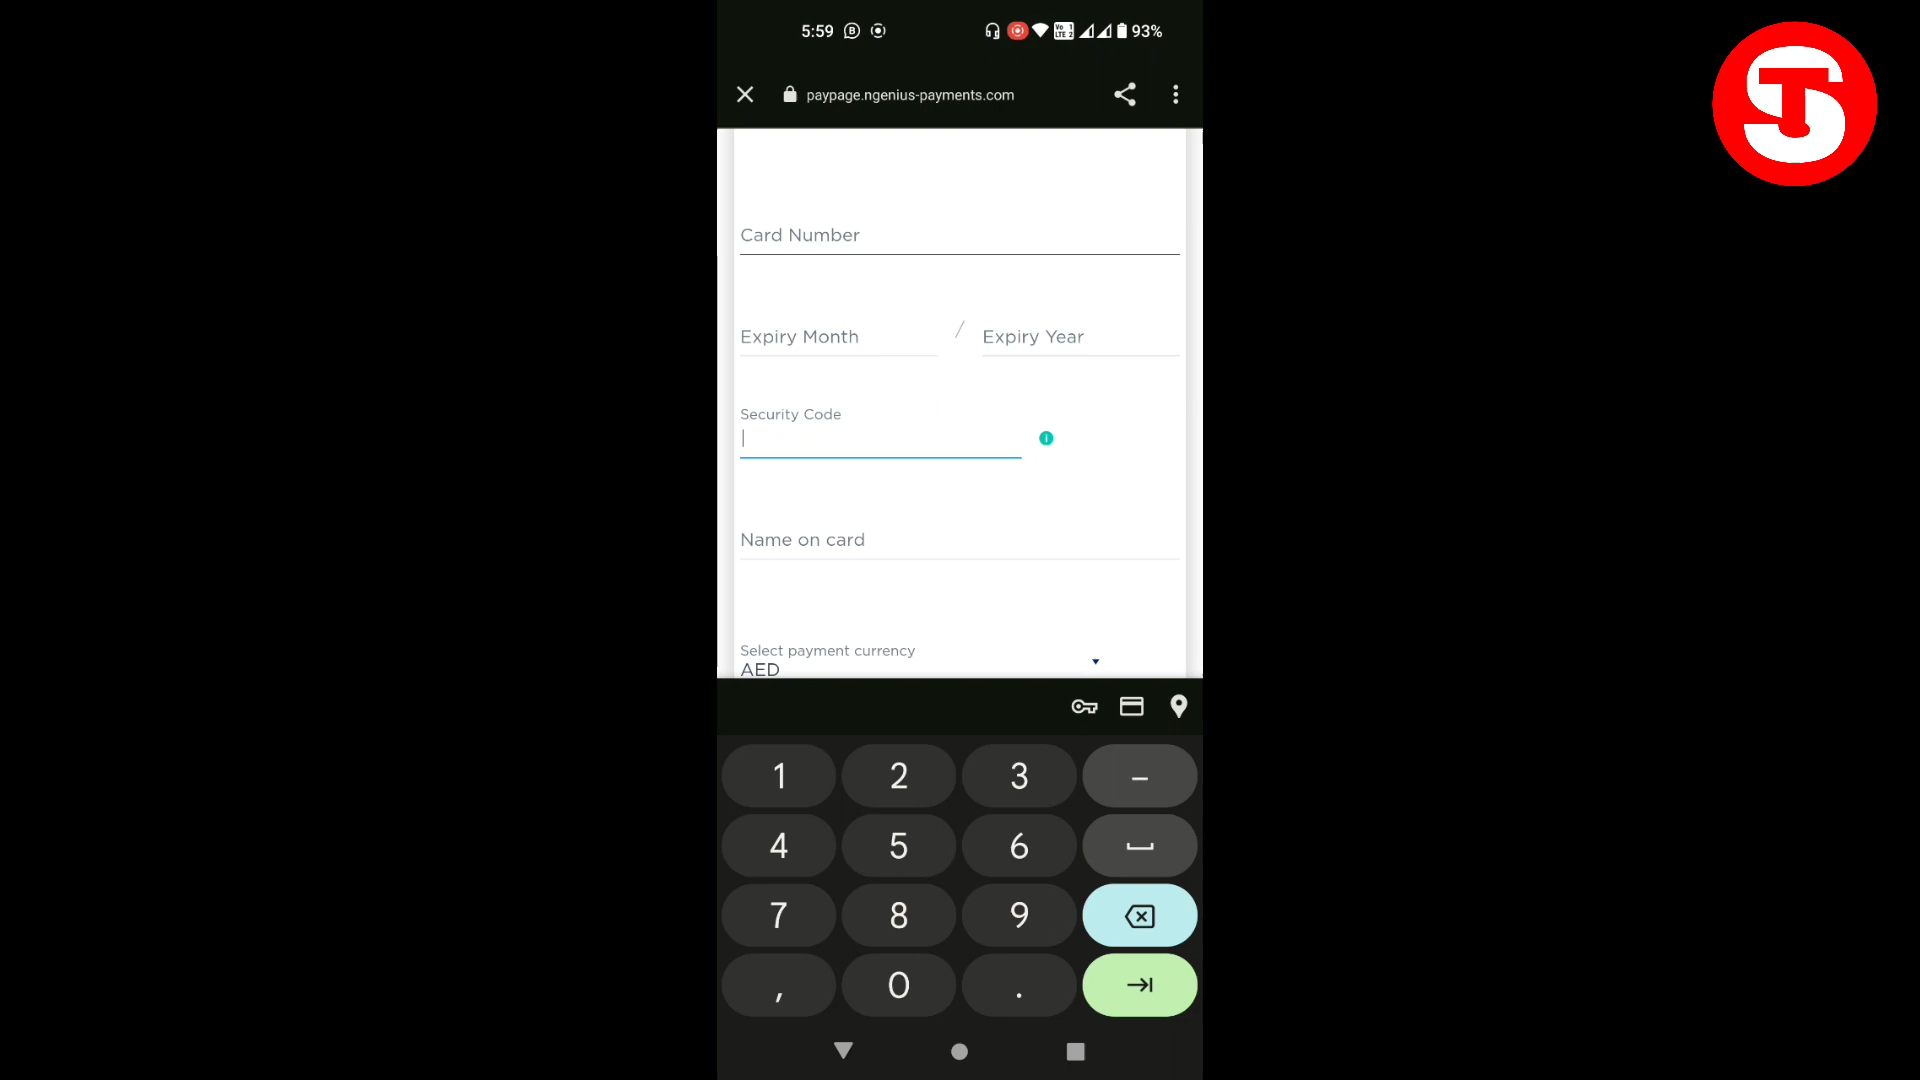 5:59 93%
paypage.ngenius-payments.com
Card Number
Expiry Month / Expiry Year
Security Code
Name on card
Select payment currency
AED
1 2 3 –
4 5 6
7 8 9
, 0 .